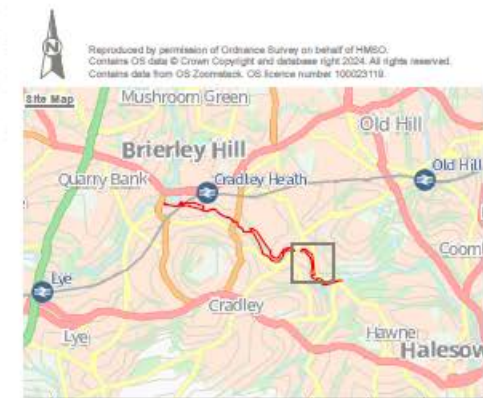 N
Reproduced by permission of Ordnance Survey on behalf of HMSO.
Contains OS data © Crown Copyright and database right 2024. All rights reserved.
Contains data from OS Zoomstack. OS licence number 100023119.
Site Map
Mushroom Green
Old Hill
Brierley Hill
Old Hill
Quarry Bank
Cradley Heath
Coomb
Lye
Cradley
Lye
Hawne
Halesow